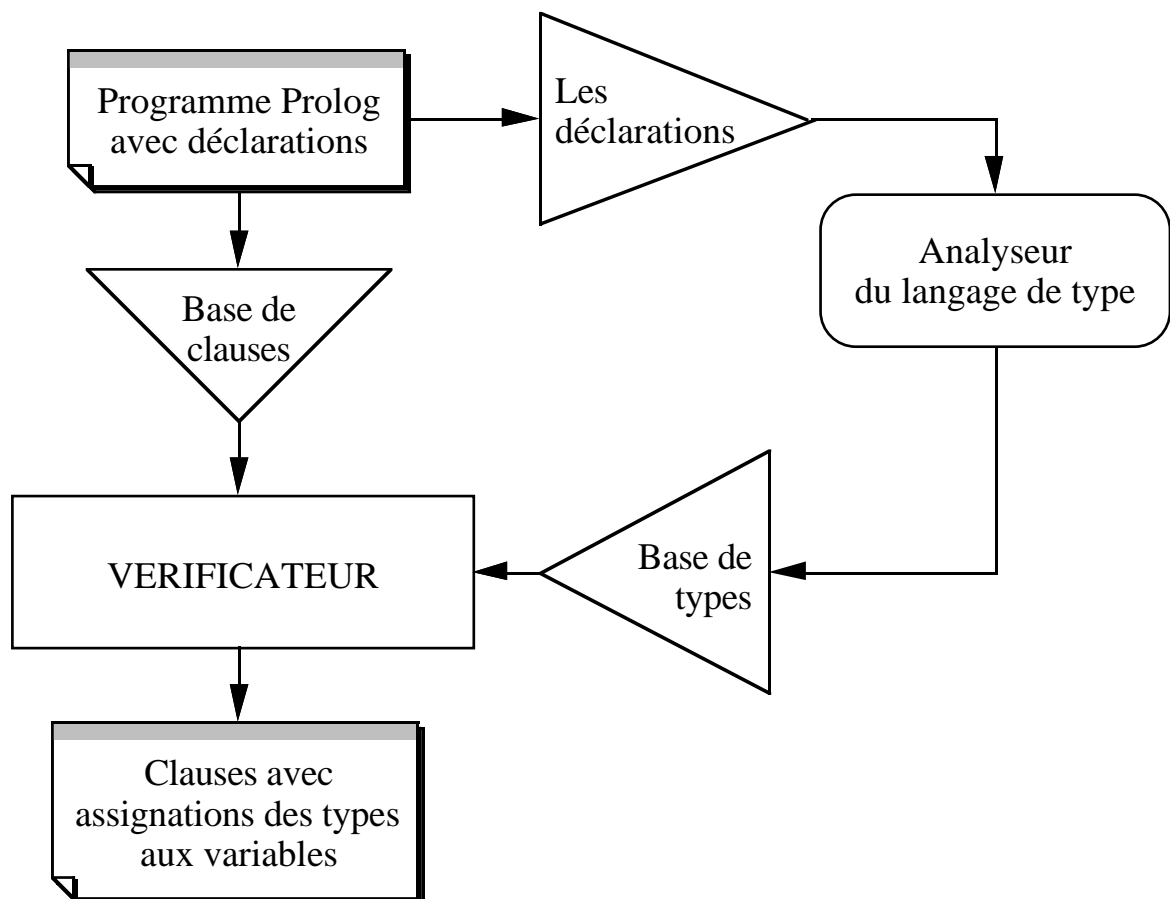 Programme Prolog
avec déclarations
Les
déclarations
Analyseur
du langage de type
Base de
clauses
VERIFICATEUR
Base de
types
Clauses avec
assignations des types
aux variables